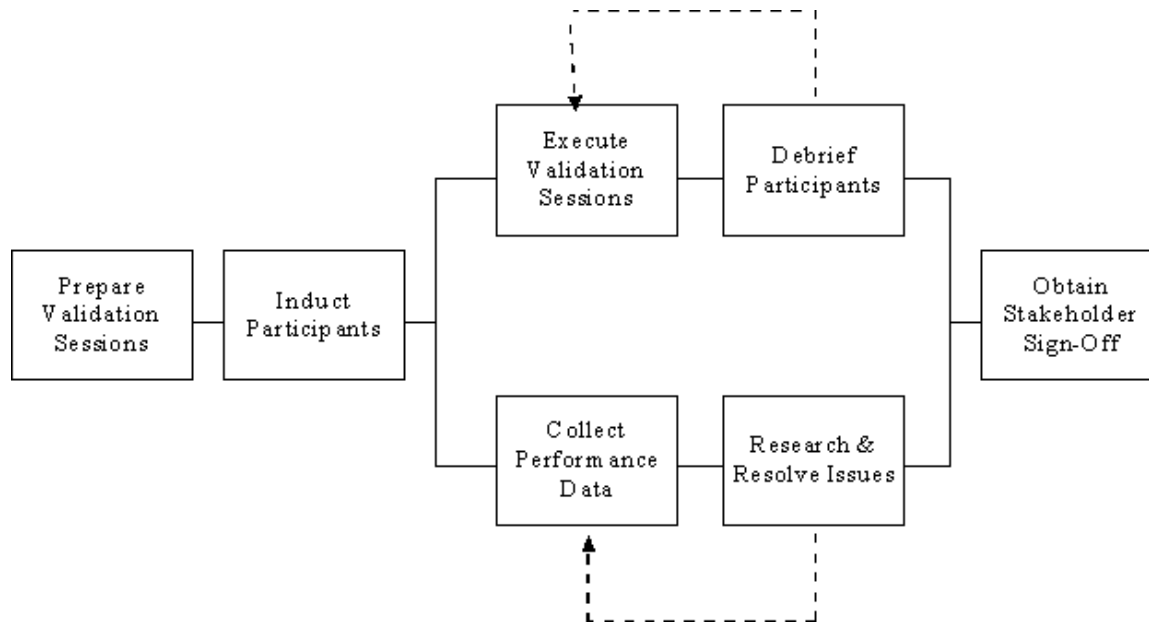 Execute
Validation
Sessions
Debrief
Participants
Prepare
Validation
Sessions
Induct
Participants
Obtain
Stakeholder
Sign-Off
Collect
Performance
Data
Research &
Resolve Issues